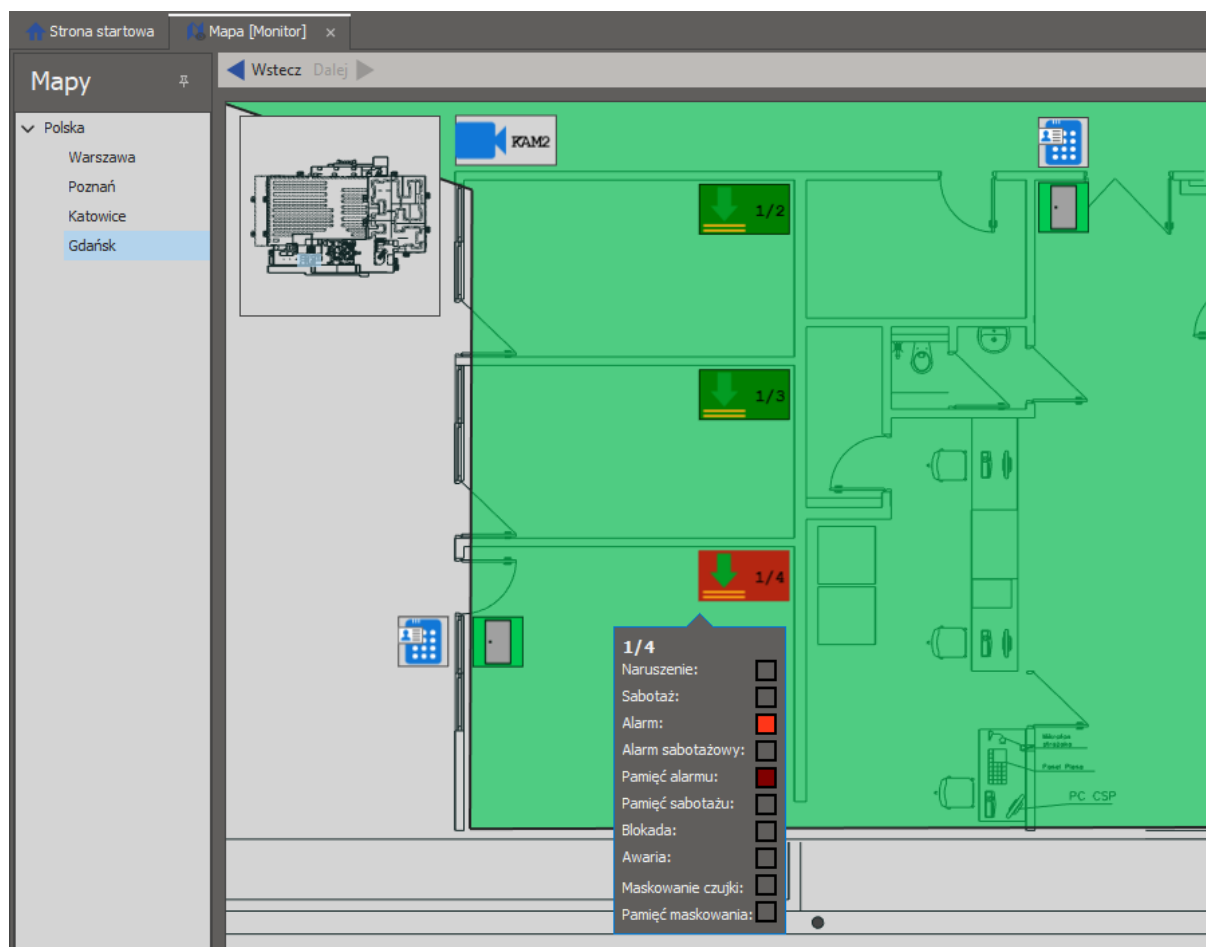 Strona startowa
Mapa [Monitor]
Mapy
Wstecz Dalej
Polska
Warszawa
Poznań
Katowice
Gdańsk
KAM2
1/2
1/3
1/4
1/4
Naruszenie:
Sabotaż:
Alarm:
Alarm sabotażowy:
Pamięć alarmu:
Pamięć sabotażu:
Blokada:
Awaria:
Maskowanie czujki:
Pamięć maskowania:
Mikrofon
strażaka
Panel
PC CSP